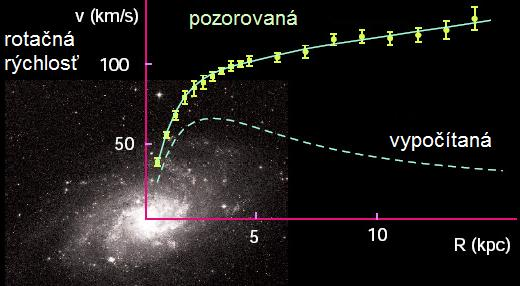 v (km/s)
pozorovaná
rotačná
rýchlosť
100
50
vypočítaná
5
10
R (kpc)